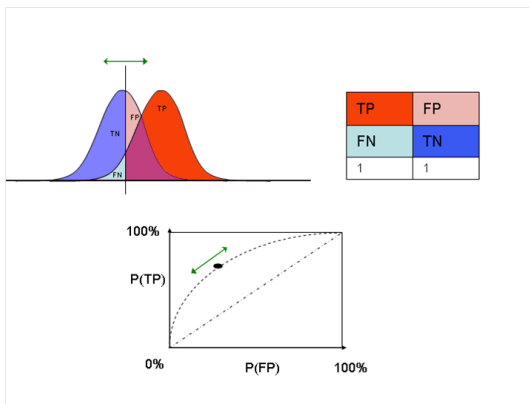 TN
FP
TP
FN
TP FP
FN TN
1 1
100%
P(TP)
0%
P(FP)
100%